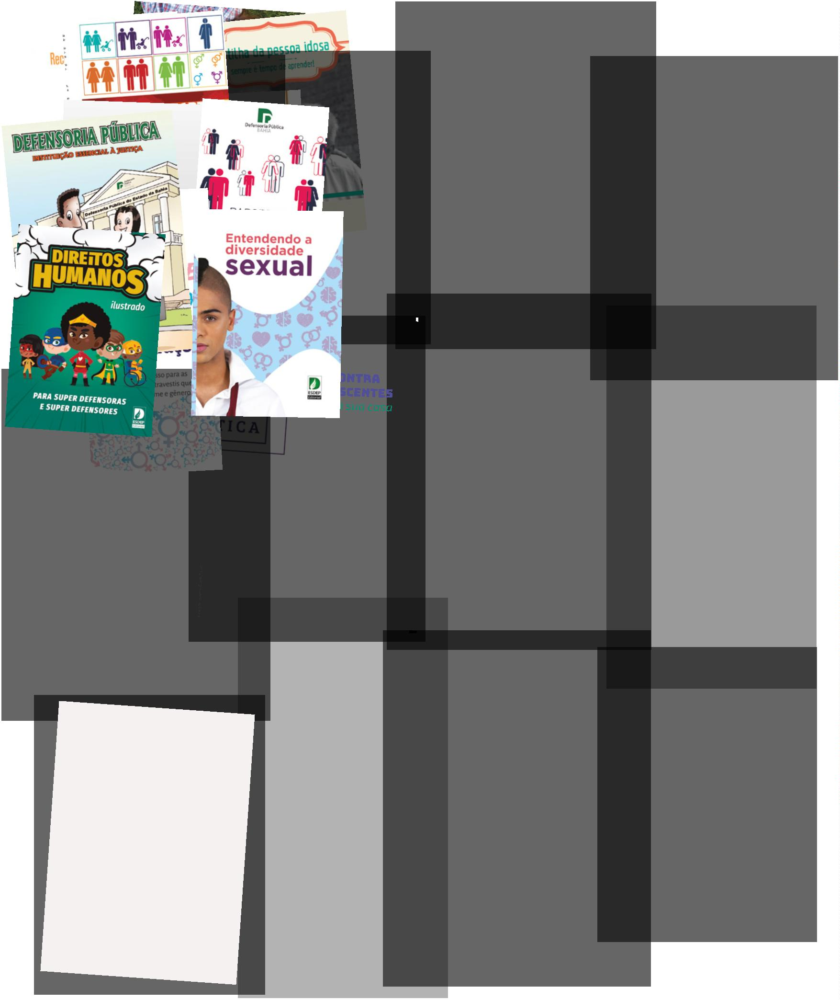 tilha da pessoa idosa
sempre é tempo de aprender!
Rec
DEFENSORIA PÚBLICA
INSTITUIÇÃO ESSENCIAL À JUSTIÇA
Defensoria Pública do Estado da Bahia
Defensoria Pública
BAHIA
Entendendo a
diversidade
sexual
ESDEP
Editorial
DIREITOS
HUMANOS
ilustrado
PARA SUPER DEFENSORAS
E SUPER DEFENSORES
ESDEP
Editorial
sso para as
travestis que
me e gênero
ONTRA
SCENTES
sua casa
TICA